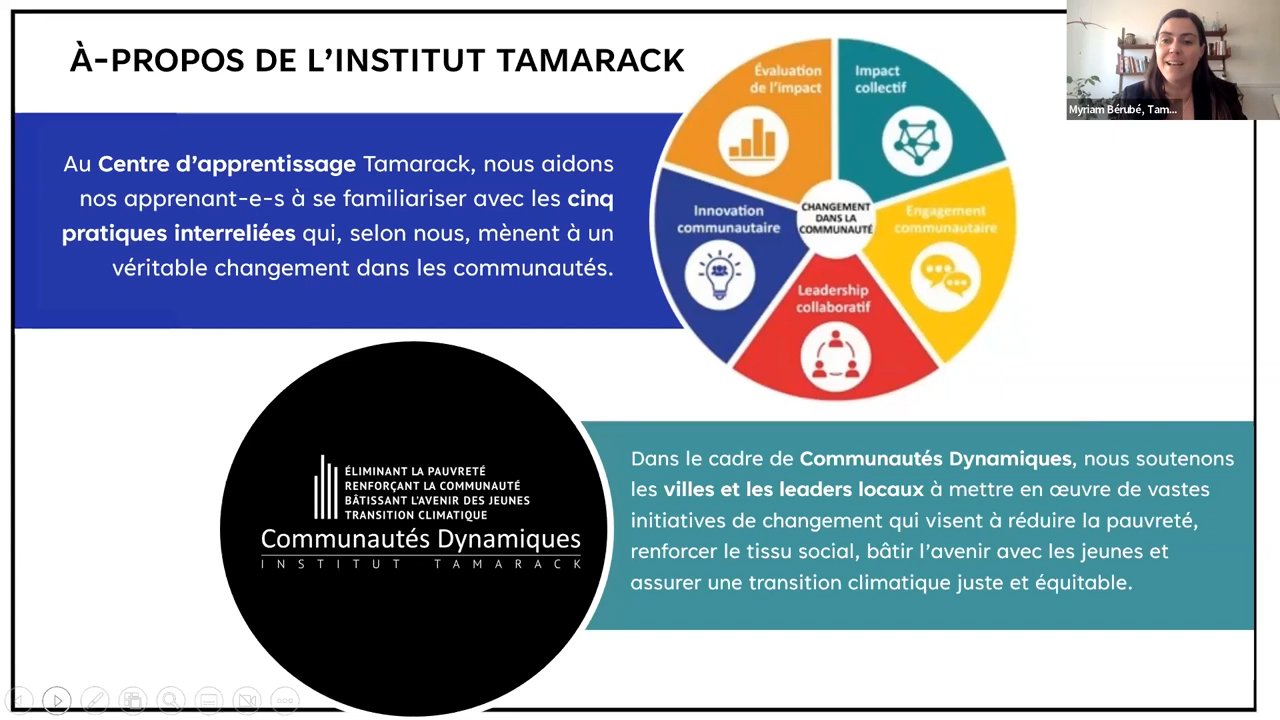 À-PROPOS DE L'INSTITUT TAMARACK
Au Centre d'apprentissage Tamarack, nous aidons
nos apprenant-e-s à se familiariser avec les cinq
pratiques interreliées qui, selon nous, mènent à un
véritable changement dans les communautés.
Évaluation
de l'impact
Impact
collectif
Innovation
communautaire
CHANGEMENT
DANS LA
COMMUNAUTÉ
Engagement
communautaire
Leadership
collaboratif
Myriam Bérubé, Tam...
ÉLIMINANT LA PAUVRETÉ
RENFORÇANT LA COMMUNAUTÉ
BÂTISSANT L'AVENIR DES JEUNES
TRANSITION CLIMATIQUE
Communautés Dynamiques
INSTITUT TAMARACK
Dans le cadre de Communautés Dynamiques, nous soutenons
les villes et les leaders locaux à mettre en œuvre de vastes
initiatives de changement qui visent à réduire la pauvreté,
renforcer le tissu social, bâtir l'avenir avec les jeunes et
assurer une transition climatique juste et équitable.